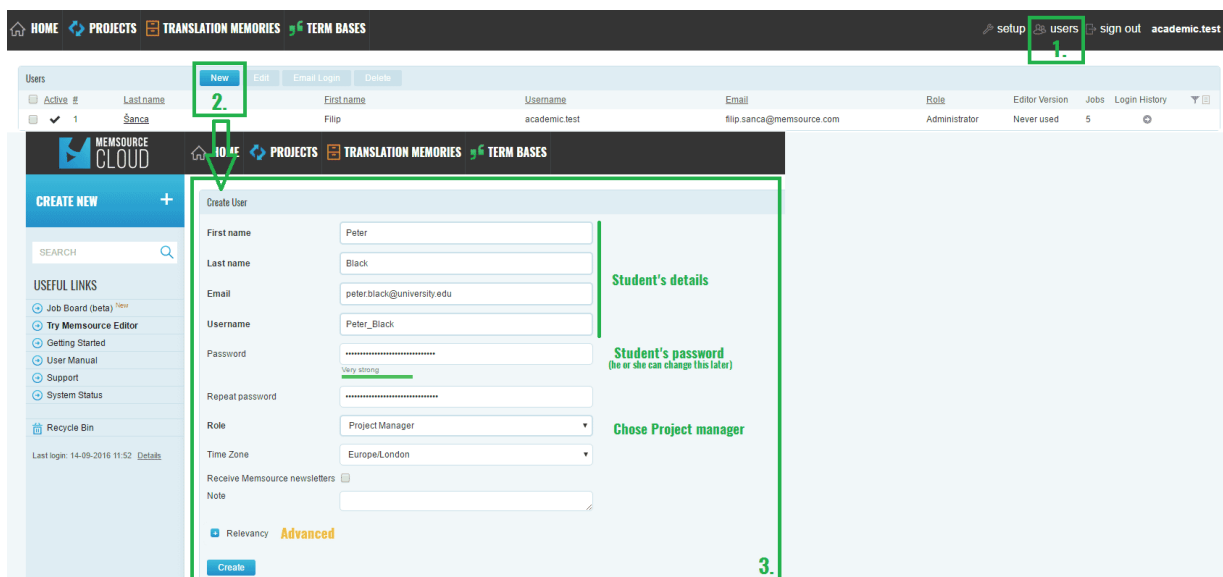 HOME PROJECTS TRANSLATION MEMORIES TERM BASES setup users sign out academic.test
1.
Users New Edit Email Login Delete
2.
Active # Last name First name Username Email Role Editor Version Jobs Login History
1 Šanca Filip academic.test filip.sanca@memsource.com Administrator Never used 5
MEMSOURCE
CLOUD
HOME PROJECTS TRANSLATION MEMORIES TERM BASES
CREATE NEW +
SEARCH
USEFUL LINKS
Job Board (beta) New
Try Memsource Editor
Getting Started
User Manual
Support
System Status
Recycle Bin
Last login: 14-09-2016 11:52 Details
Create User
First name Peter
Last name Black
Student's details
Email peter.black@university.edu
Username Peter_Black
Password ••••••••••••••••••••••••••••••••
Student's password
(he or she can change this later)
Very strong
Repeat password ••••••••••••••••••••••••••••••••
Role Project Manager
Chose Project manager
Time Zone Europe/London
Receive Memsource newsletters
Note
Relevancy Advanced
Create
3.